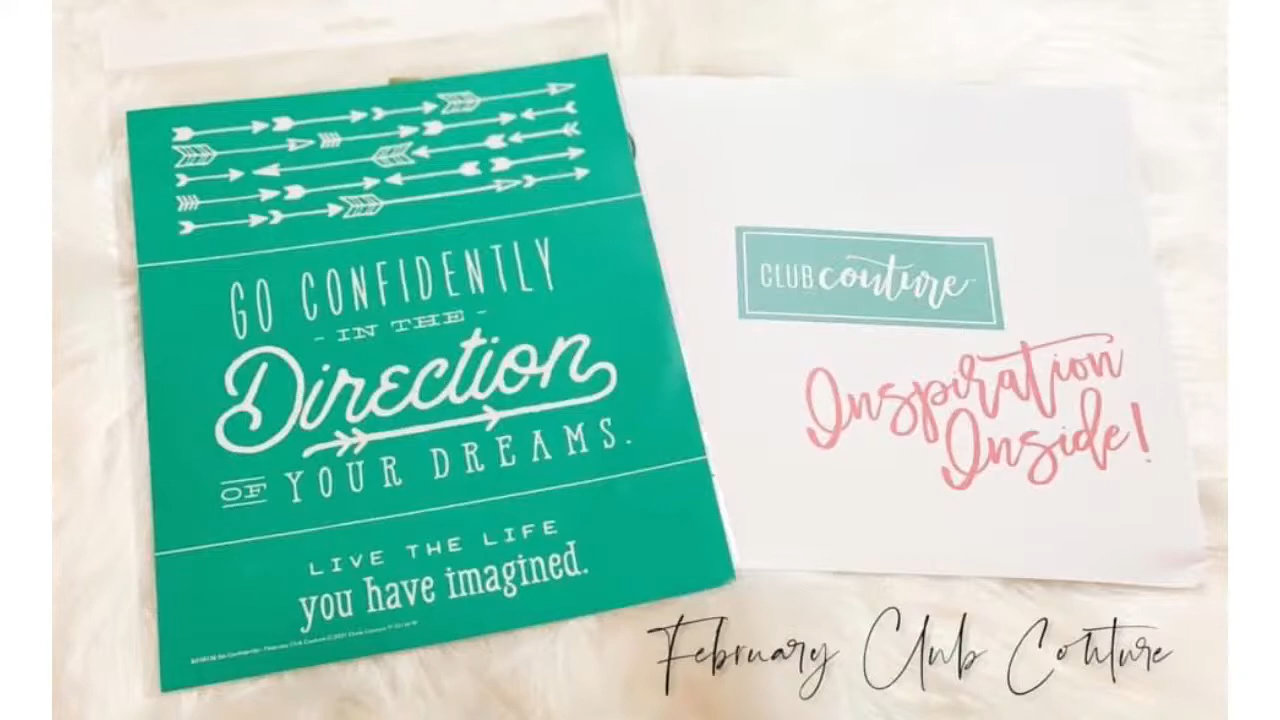 GO CONFIDENTLY
- IN THE -
Direction
OF YOUR DREAMS.
LIVE THE LIFE
you have imagined.
CLUB couture™
Inspiration
Inside!
February Club Couture